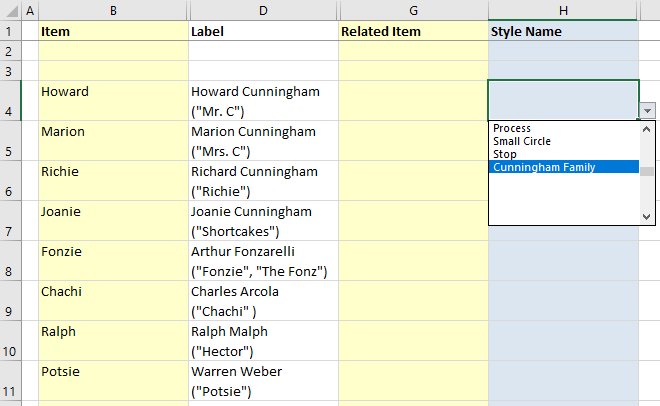 A B D G H
1 Item Label Related Item Style Name
2
3
Howard Howard Cunningham
4 ("Mr. C")
Process
Small Circle
Stop
Cunningham Family
Marion Marion Cunningham
5 ("Mrs. C")
Richie Richard Cunningham
6 ("Richie")
Joanie Joanie Cunningham
7 ("Shortcakes")
Fonzie Arthur Fonzarelli
8 ("Fonzie", "The Fonz")
Chachi Charles Arcola
9 ("Chachi" )
Ralph Ralph Malph
10 ("Hector")
Potsie Warren Weber
11 ("Potsie")